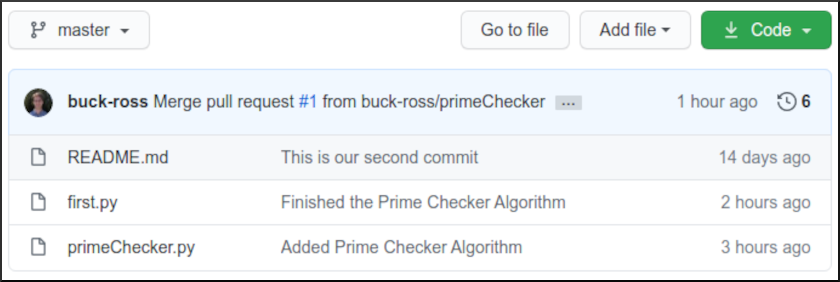 master Go to file Add file Code
buck-ross Merge pull request #1 from buck-ross/primeChecker ... 1 hour ago 6
README.md This is our second commit 14 days ago
first.py Finished the Prime Checker Algorithm 2 hours ago
primeChecker.py Added Prime Checker Algorithm 3 hours ago